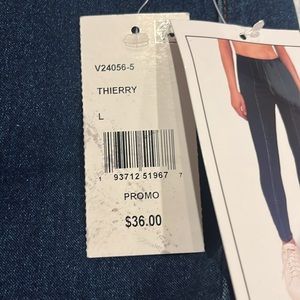 V24056-5
THIERRY
L
1 93712 51967 7
PROMO
$36.00